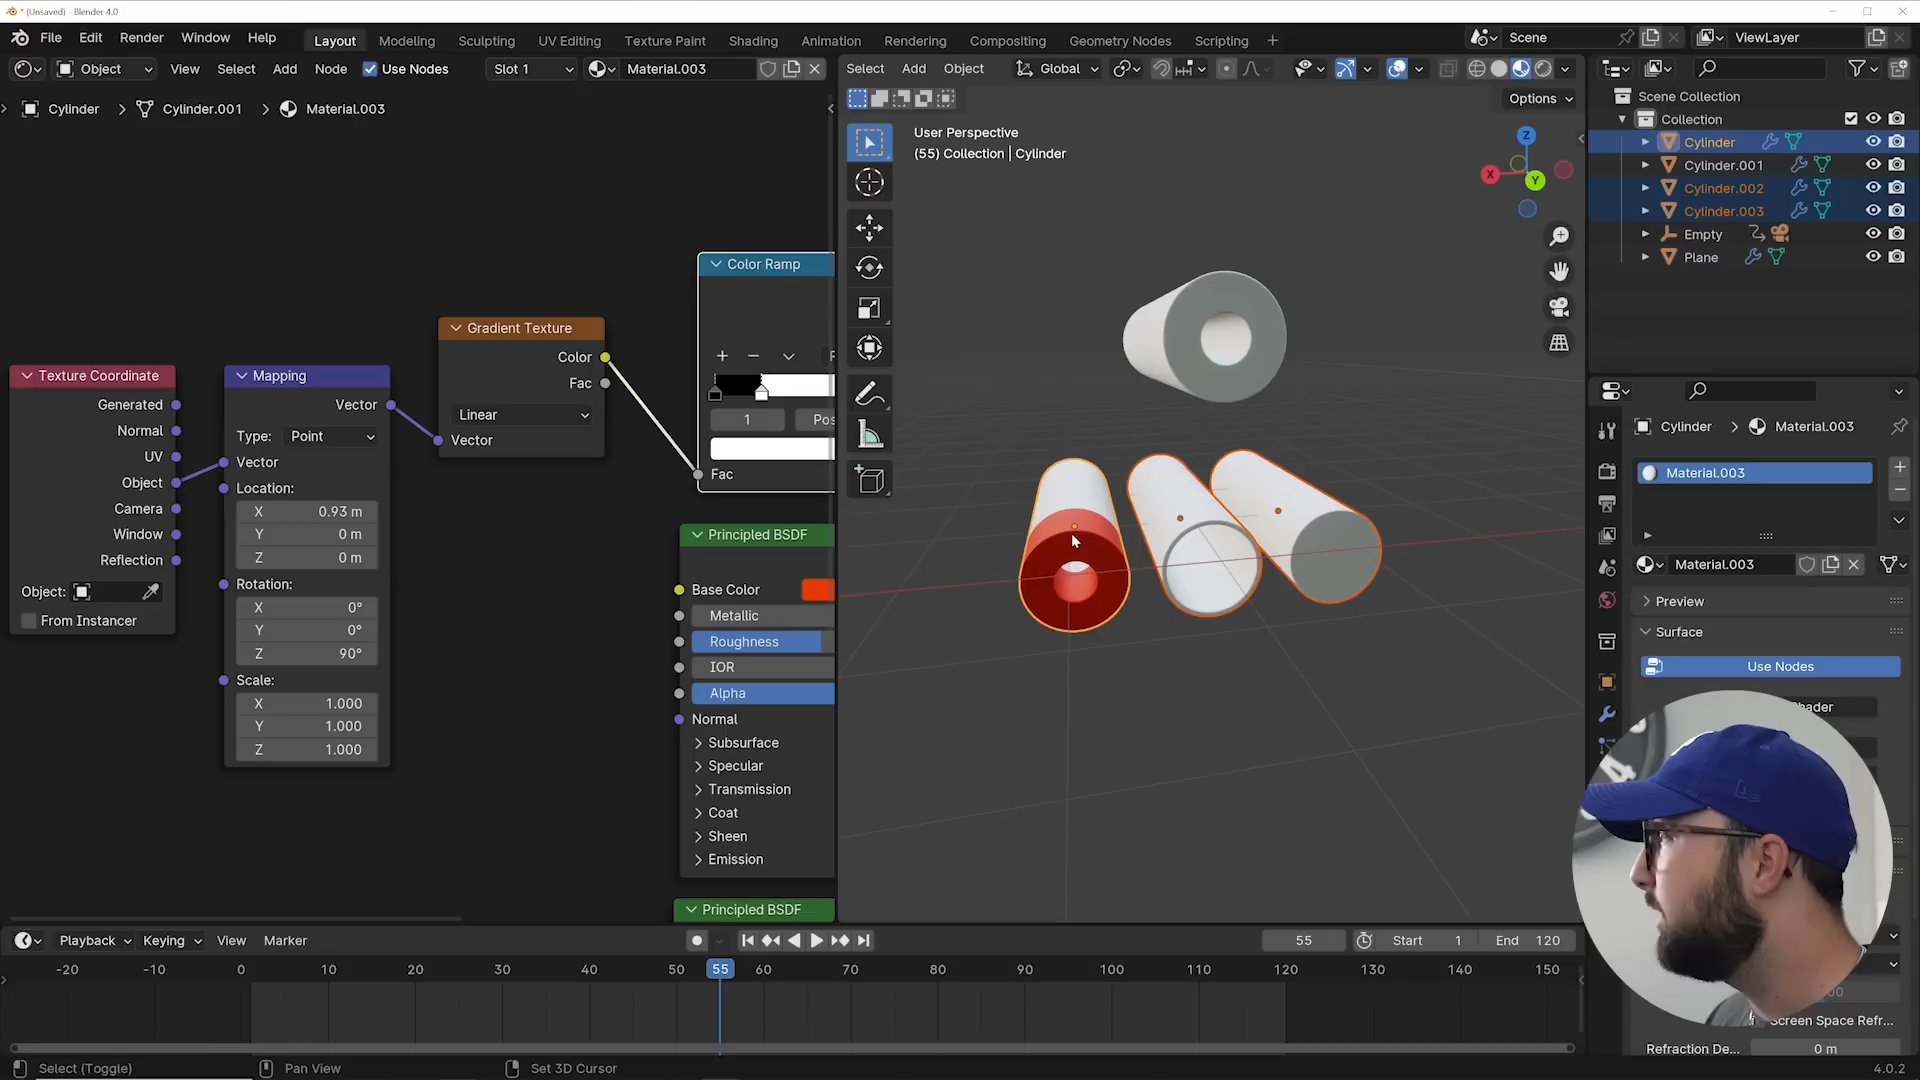 * (Unsaved) - Blender 4.0
File Edit Render Window Help
Layout Modeling Sculpting UV Editing Texture Paint Shading Animation Rendering Compositing Geometry Nodes Scripting +
Scene ViewLayer
Object View Select Add Node Use Nodes Slot 1 Material.003
Select Add Object Global
Options
Cylinder > Cylinder.001 > Material.003
User Perspective
(55) Collection | Cylinder
Z
X
Y
Scene Collection
Collection
Cylinder
Cylinder.001
Cylinder.002
Cylinder.003
Empty
Plane
Texture Coordinate
Generated
Normal
UV
Object
Camera
Window
Reflection
Object:
From Instancer
Mapping
Vector
Type: Point
Vector
Location:
X 0.93 m
Y 0 m
Z 0 m
Rotation:
X 0°
Y 0°
Z 90°
Scale:
X 1.000
Y 1.000
Z 1.000
Gradient Texture
Color
Fac
Linear
Vector
Color Ramp
+ −
1 Pos
Fac
Principled BSDF
Base Color
Metallic
Roughness
IOR
Alpha
Normal
Subsurface
Specular
Transmission
Coat
Sheen
Emission
Principled BSDF
Cylinder > Material.003
Material.003
Material.003
Preview
Surface
Use Nodes
Screen Space Refr...
Refraction De... 0 m
Playback Keying View Marker
55 Start 1 End 120
-20 -10 0 10 20 30 40 50 55 60 70 80 90 100 110 120 130 140 150
Select (Toggle) Pan View Set 3D Cursor
4.0.2